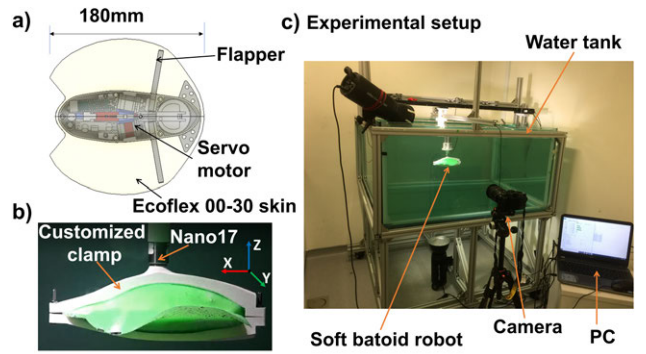 a)
180mm
Flapper
Servo
motor
Ecoflex 00-30 skin
b)
Customized
clamp
Nano17
Z
X
Y
c) Experimental setup
Water tank
Soft batoid robot
Camera
PC